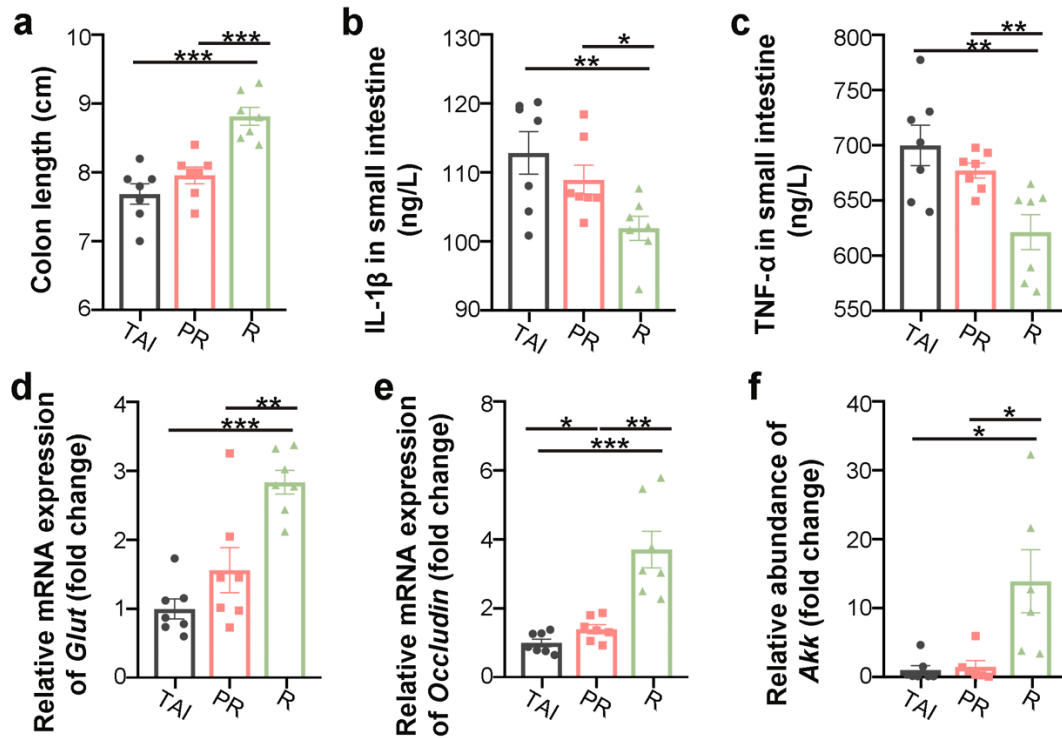 a
Colon length (cm)
10
9
8
7
6
***
***
TAI
PR
R
b
IL-1β in small intestine
(ng/L)
130
120
110
100
90
*
**
TAI
PR
R
c
TNF-α in small intestine
(ng/L)
800
750
700
650
600
550
**
**
TAI
PR
R
d
Relative mRNA expression
of Glut (fold change)
4
3
2
1
0
**
***
TAI
PR
R
e
Relative mRNA expression
of Occludin (fold change)
8
6
4
2
0
* **
***
TAI
PR
R
f
Relative abundance of
Akk (fold change)
40
30
20
10
0
*
*
TAI
PR
R